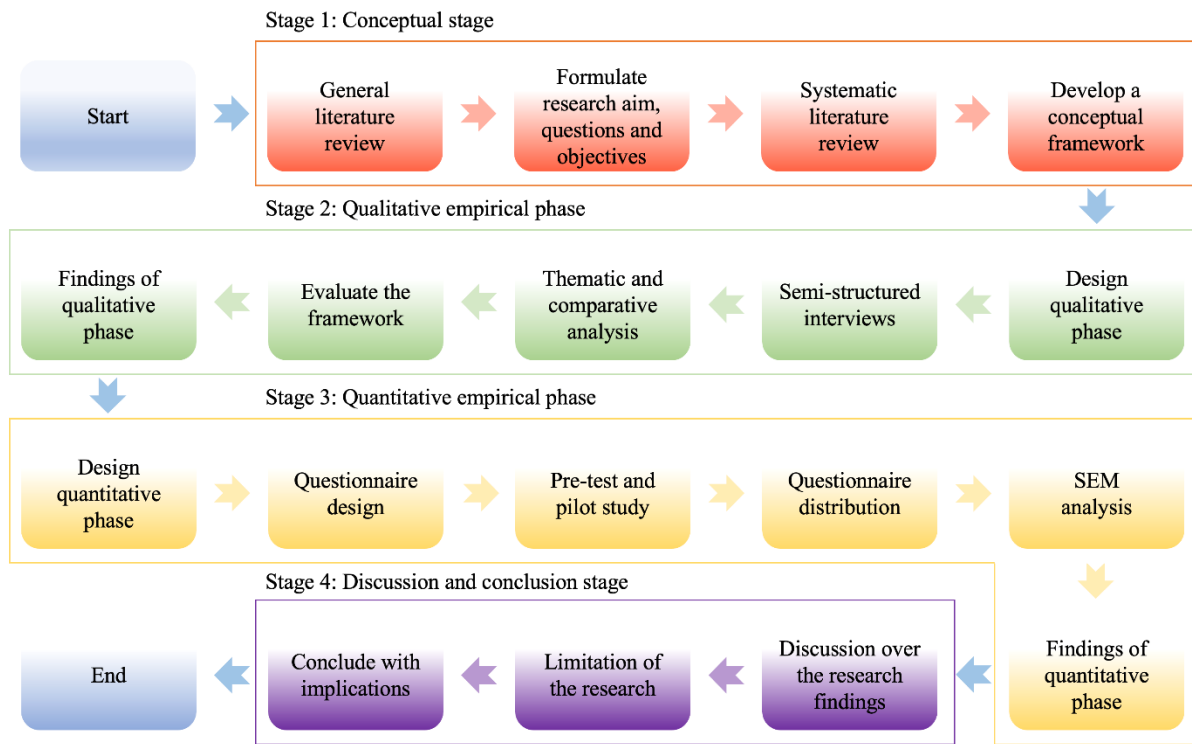 Stage 1: Conceptual stage
Start
General
literature
review
Formulate
research aim,
questions and
objectives
Systematic
literature
review
Develop a
conceptual
framework
Stage 2: Qualitative empirical phase
Findings of
qualitative
phase
Evaluate the
framework
Thematic and
comparative
analysis
Semi-structured
interviews
Design
qualitative
phase
Stage 3: Quantitative empirical phase
Design
quantitative
phase
Questionnaire
design
Pre-test and
pilot study
Questionnaire
distribution
SEM
analysis
Stage 4: Discussion and conclusion stage
End
Conclude with
implications
Limitation of
the research
Discussion over
the research
findings
Findings of
quantitative
phase